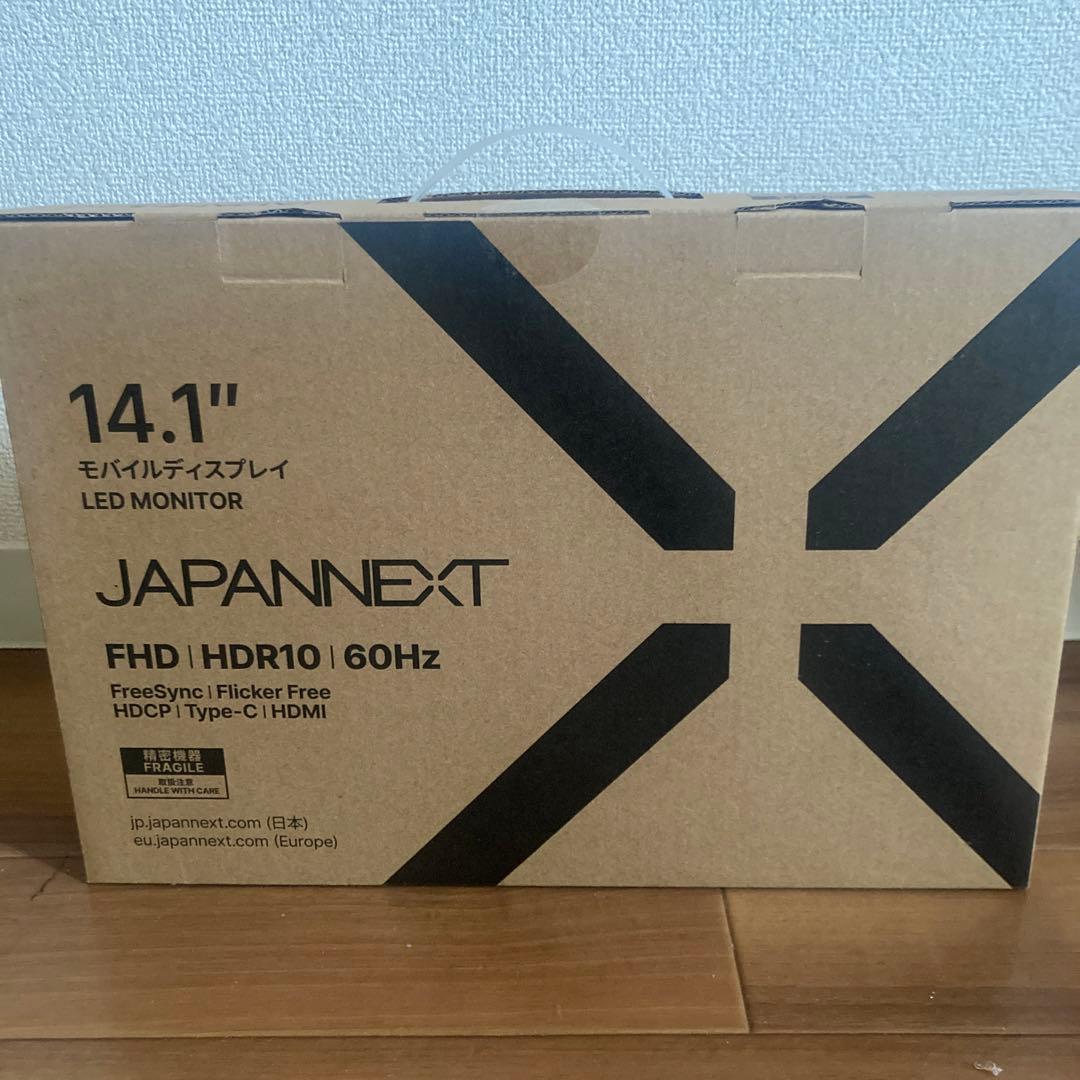 14.1"
モバイルディスプレイ
LED MONITOR
JAPANNEXT
FHD | HDR10 | 60Hz
FreeSync | Flicker Free
HDCP | Type-C | HDMI
精密機器
FRAGILE
取扱注意
HANDLE WITH CARE
jp.japannext.com (日本)
eu.japannext.com (Europe)